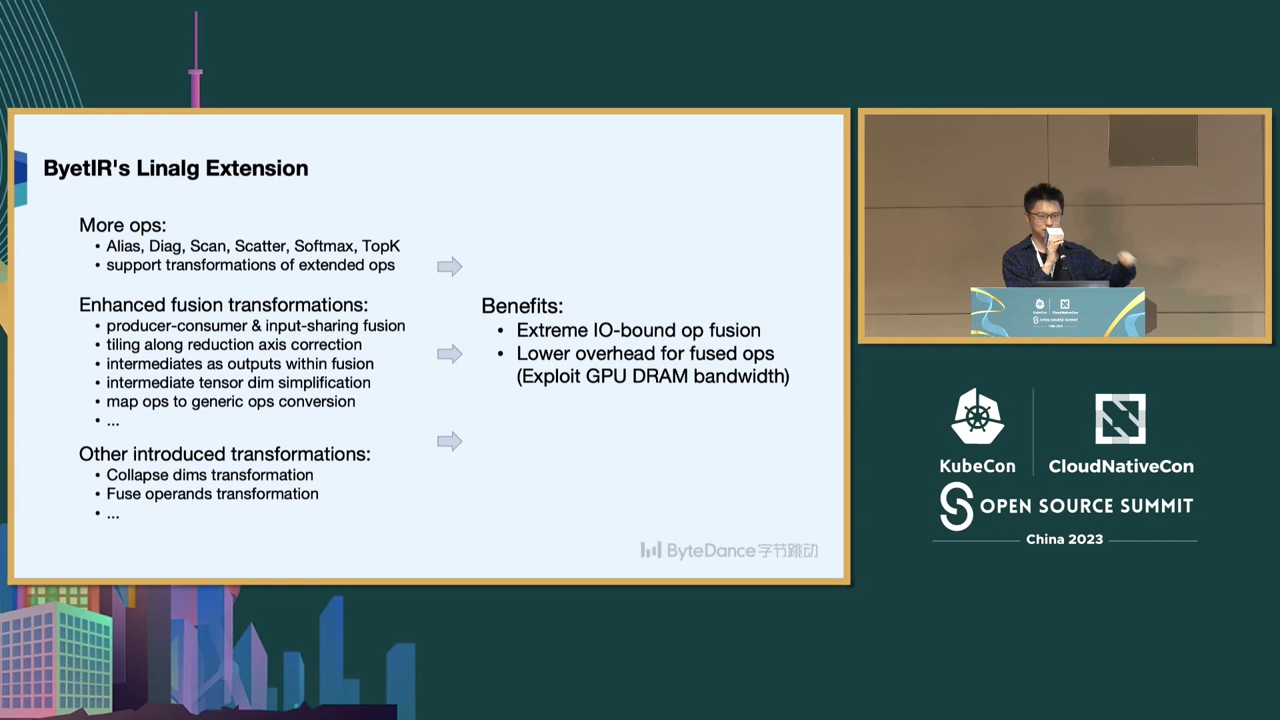 ByetIR's Linalg Extension
More ops:
• Alias, Diag, Scan, Scatter, Softmax, TopK
• support transformations of extended ops
Enhanced fusion transformations:
• producer-consumer & input-sharing fusion
• tiling along reduction axis correction
• intermediates as outputs within fusion
• intermediate tensor dim simplification
• map ops to generic ops conversion
• ...
Other introduced transformations:
• Collapse dims transformation
• Fuse operands transformation
• ...
Benefits:
• Extreme IO-bound op fusion
• Lower overhead for fused ops
(Exploit GPU DRAM bandwidth)
ByteDance字节跳动
KubeCon
CloudNativeCon
OPEN SOURCE SUMMIT
China 2023
OPEN SOURCE SUMMIT